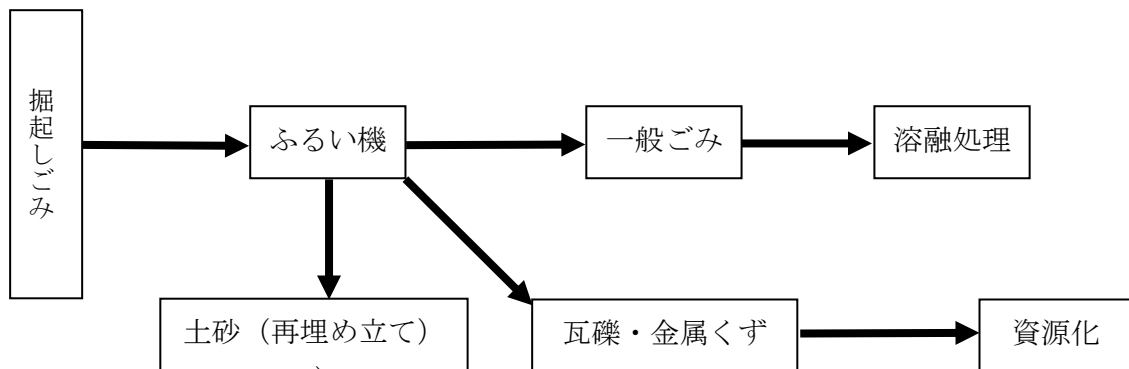 掘起しごみ
ふるい機
一般ごみ
溶融処理
土砂（再埋め立て）
瓦礫・金属くず
資源化